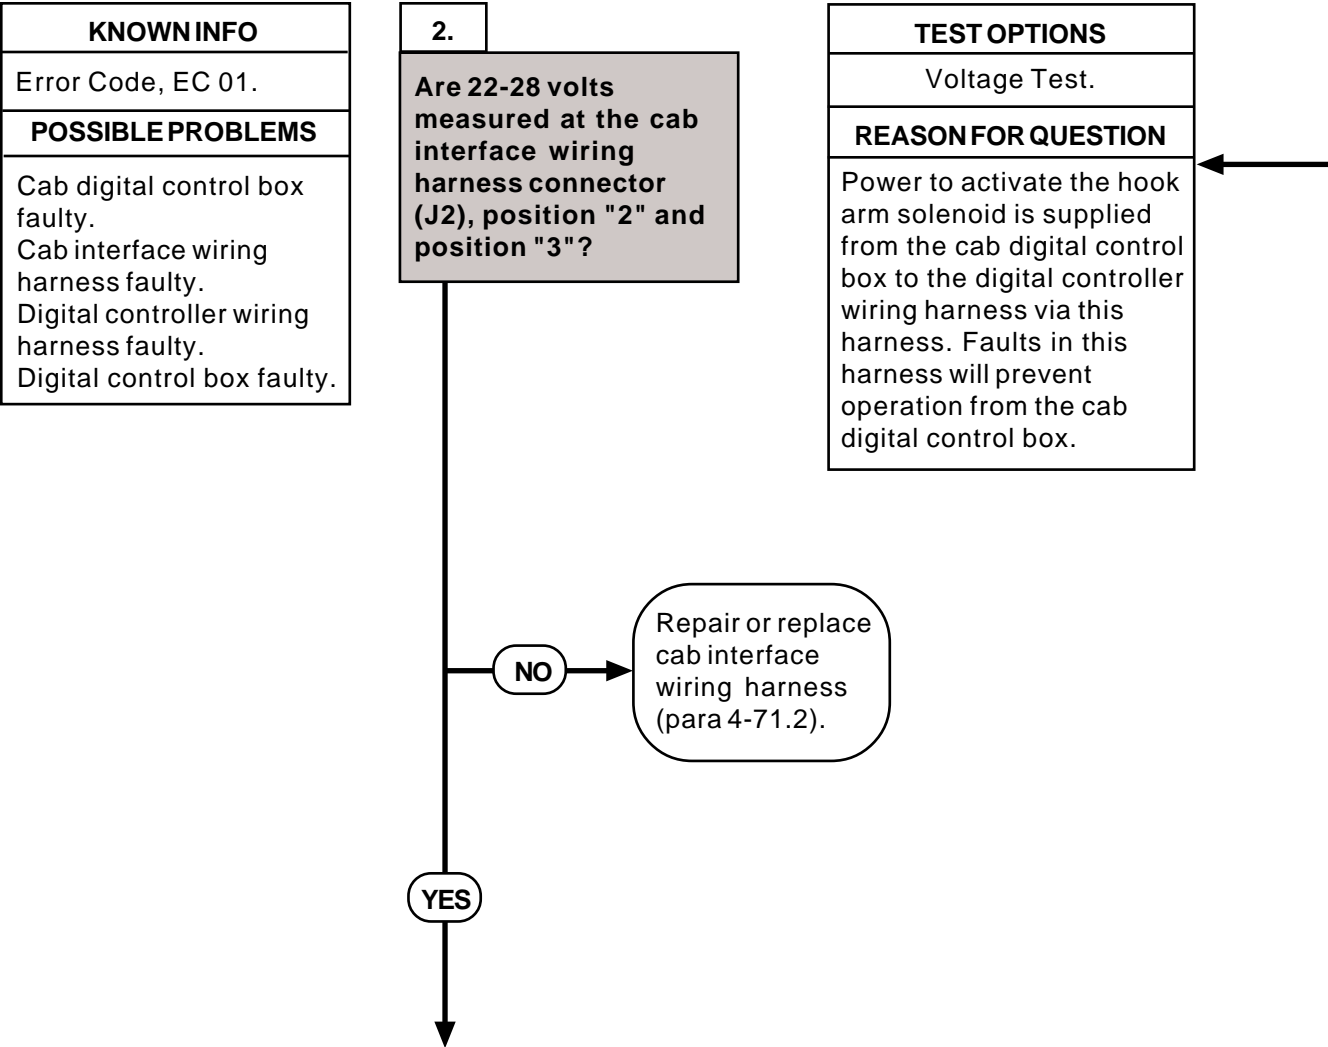 KNOWN INFO
Error Code, EC 01.
POSSIBLE PROBLEMS
Cab digital control box
faulty.
Cab interface wiring
harness faulty.
Digital controller wiring
harness faulty.
Digital control box faulty.
2.
Are 22-28 volts
measured at the cab
interface wiring
harness connector
(J2), position "2" and
position "3"?
TEST OPTIONS
Voltage Test.
REASON FOR QUESTION
Power to activate the hook
arm solenoid is supplied
from the cab digital control
box to the digital controller
wiring harness via this
harness. Faults in this
harness will prevent
operation from the cab
digital control box.
NO
Repair or replace
cab interface
wiring harness
(para 4-71.2).
YES